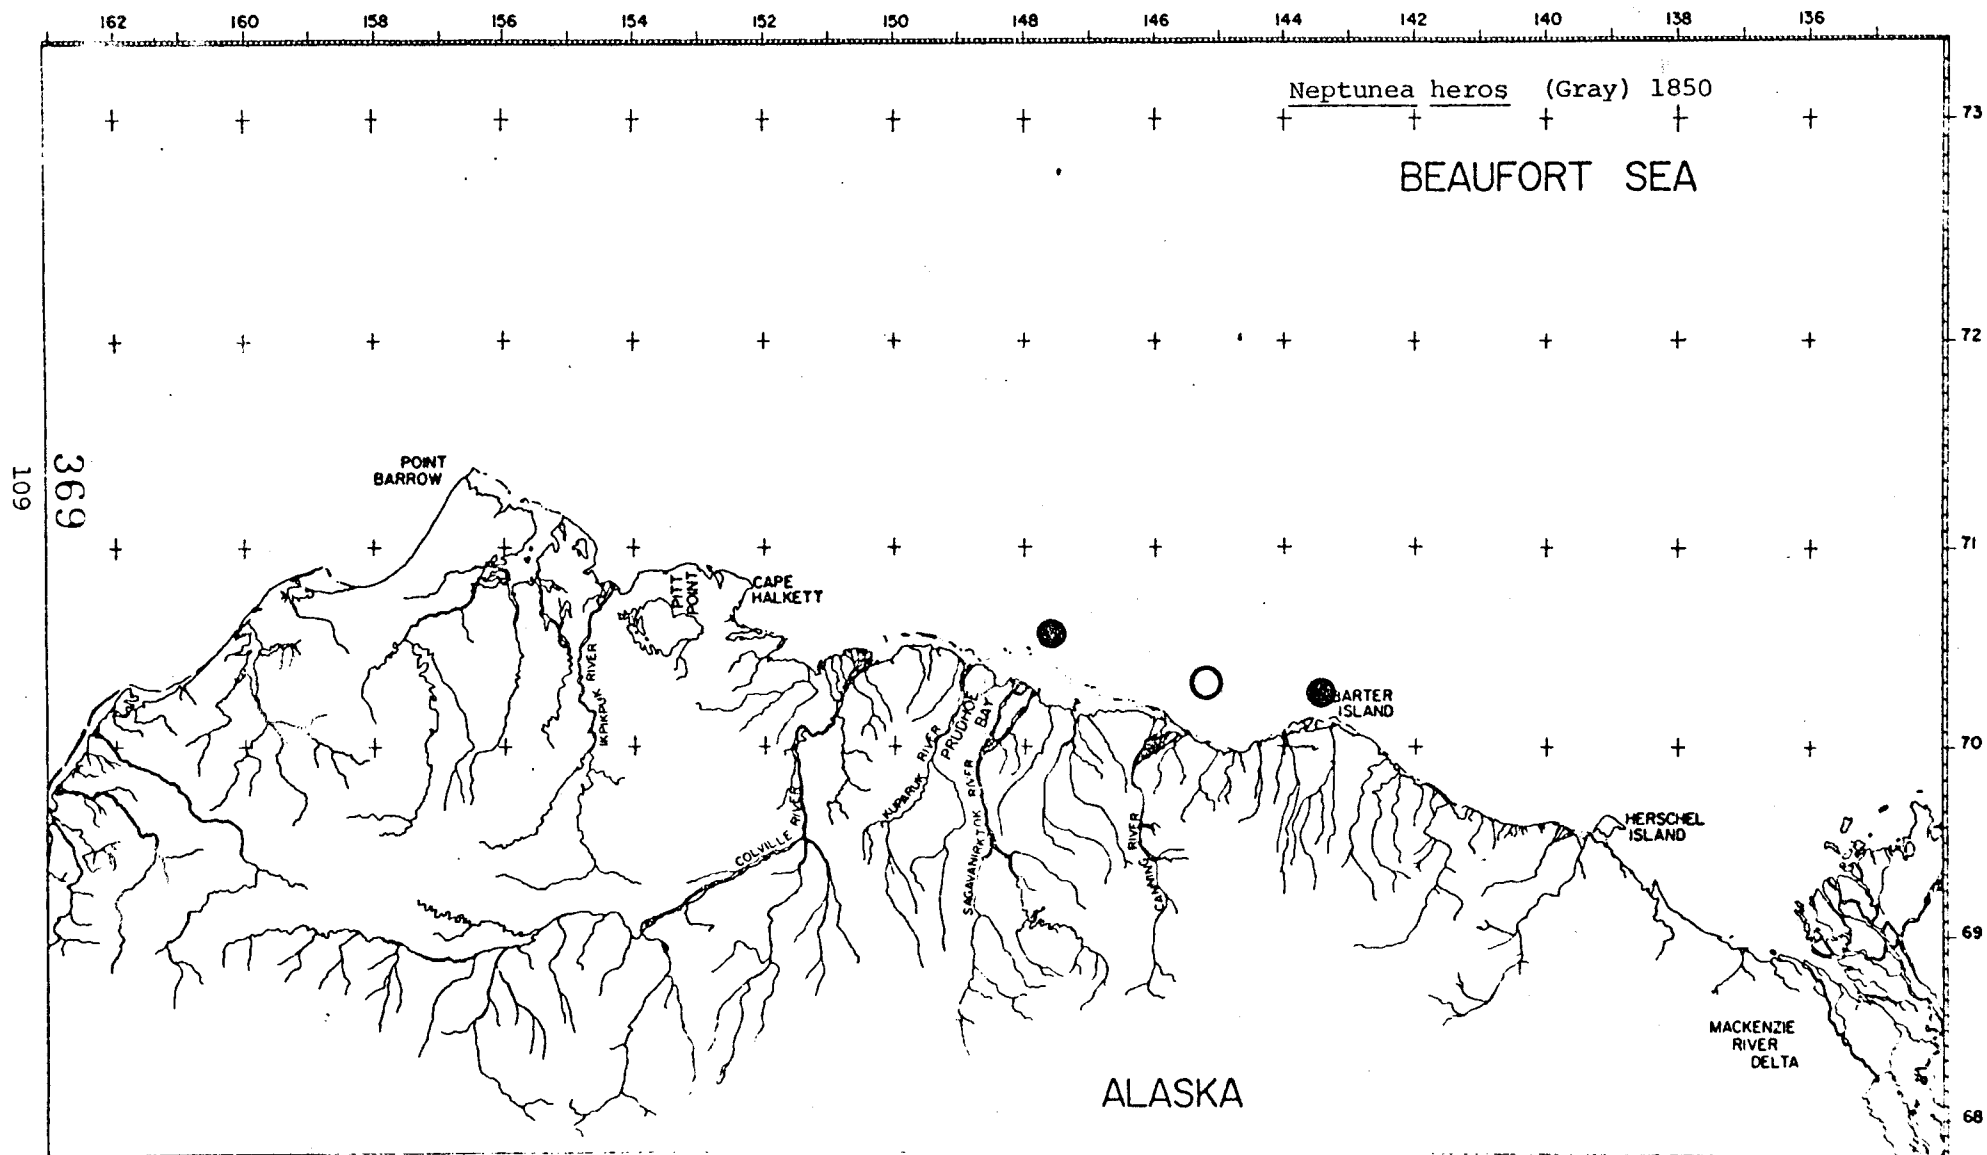 162 160 158 156 154 152 150 148 146 144 142 140 138 136
Neptunea heros (Gray) 1850
73
BEAUFORT SEA
72
POINT
BARROW
369
109
71
PITT
POINT
CAPE
HALKETT
IKPIKPUK RIVER
BARTER
ISLAND
PRUDHOE
BAY
70
KUPARUK RIVER
COLVILLE RIVER
SAGAVANIRKTOK RIVER
CANNING RIVER
HERSCHEL
ISLAND
69
MACKENZIE
RIVER
DELTA
ALASKA
68